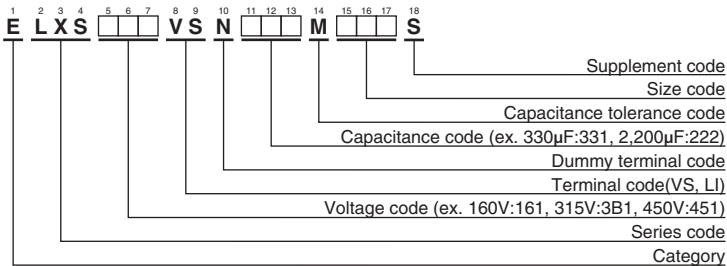 1 2 3 4 5 6 7 8 9 10 11 12 13 14 15 16 17 18
E LXS □□□ VS N □□□ M □□□ S
Supplement code
Size code
Capacitance tolerance code
Capacitance code (ex. 330μF:331, 2,200μF:222)
Dummy terminal code
Terminal code(VS, LI)
Voltage code (ex. 160V:161, 315V:3B1, 450V:451)
Series code
Category